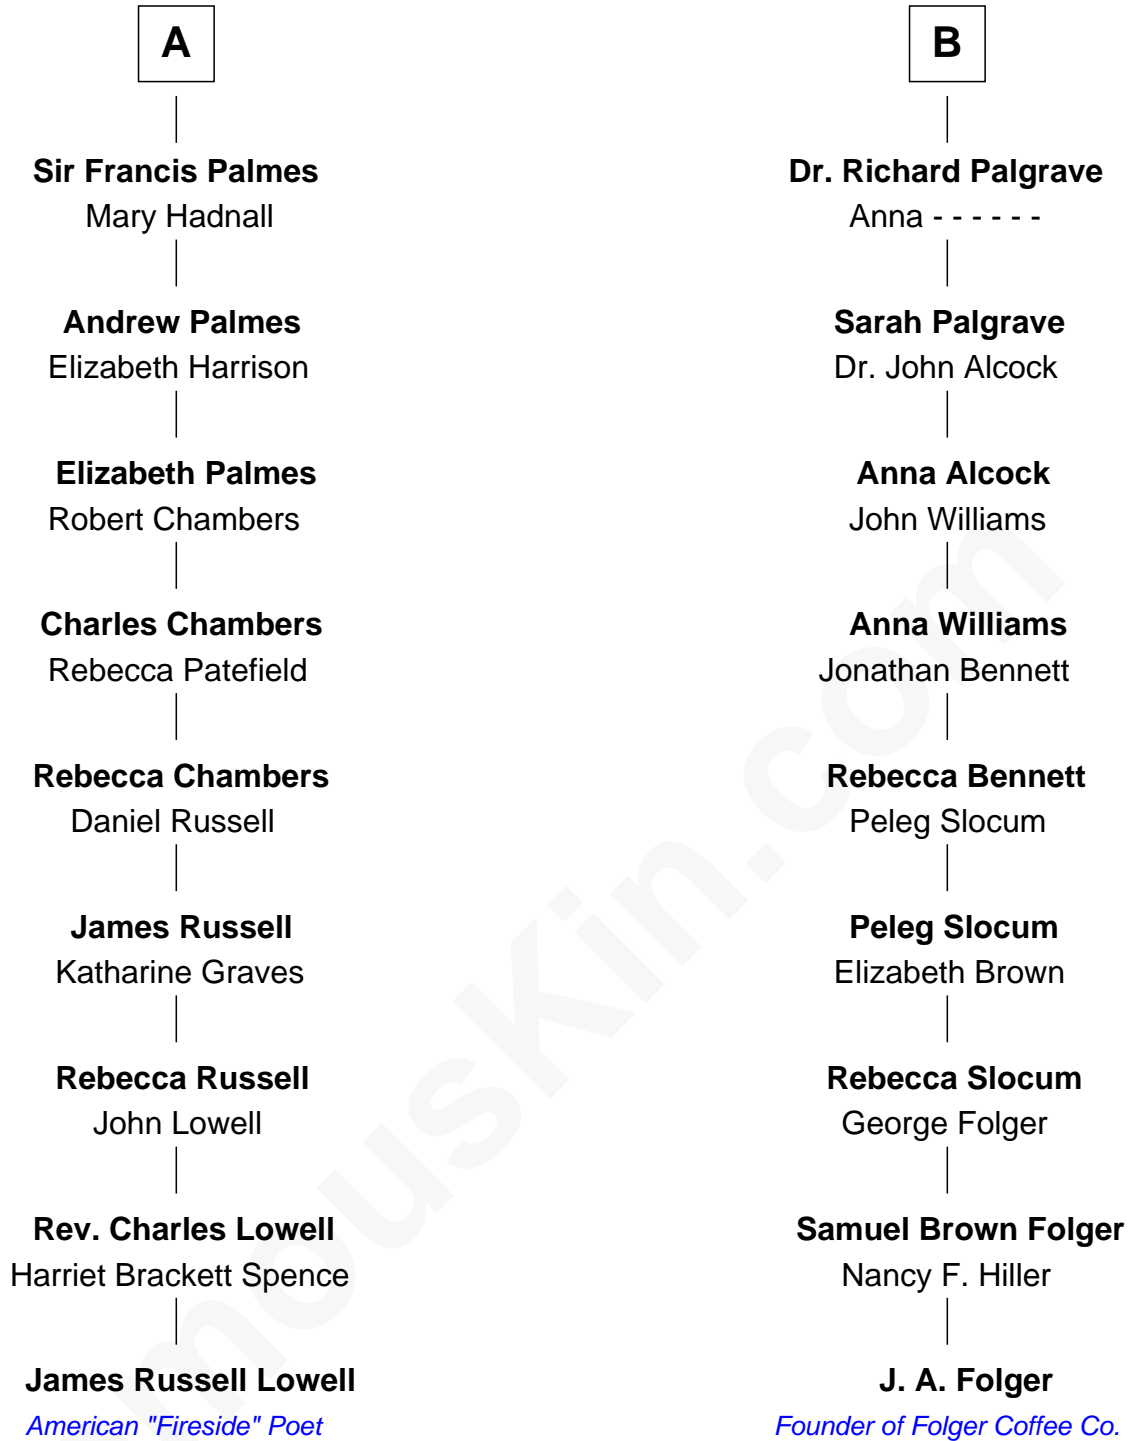 A
Sir Francis Palmes
Mary Hadnall
Andrew Palmes
Elizabeth Harrison
Elizabeth Palmes
Robert Chambers
Charles Chambers
Rebecca Patefield
Rebecca Chambers
Daniel Russell
James Russell
Katharine Graves
Rebecca Russell
John Lowell
Rev. Charles Lowell
Harriet Brackett Spence
James Russell Lowell
American "Fireside" Poet
B
Dr. Richard Palgrave
Anna - - - - - -
Sarah Palgrave
Dr. John Alcock
Anna Alcock
John Williams
Anna Williams
Jonathan Bennett
Rebecca Bennett
Peleg Slocum
Peleg Slocum
Elizabeth Brown
Rebecca Slocum
George Folger
Samuel Brown Folger
Nancy F. Hiller
J. A. Folger
Founder of Folger Coffee Co.
mousKin.com